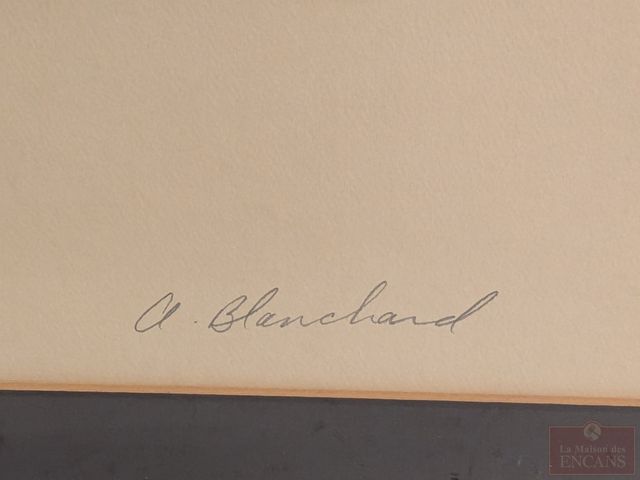 a. Blanchard
La Maison des
ENCANS